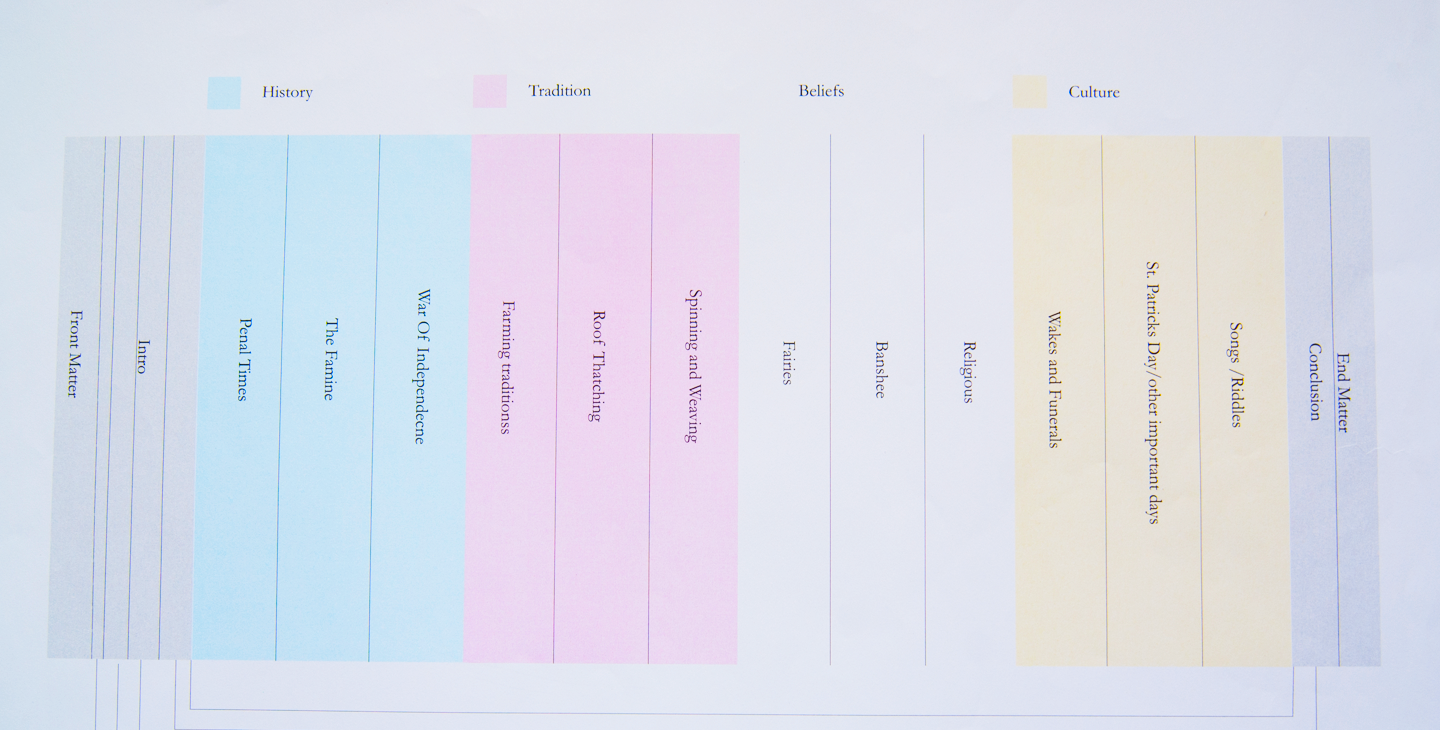 History
Tradition
Beliefs
Culture
Front Matter
Intro
Penal Times
The Famine
War Of Independecne
Farming traditionss
Roof Thatching
Spinning and Weaving
Fairies
Banshee
Religious
Wakes and Funerals
St. Patricks Day/other important days
Songs /Riddles
Conclusion
End Matter